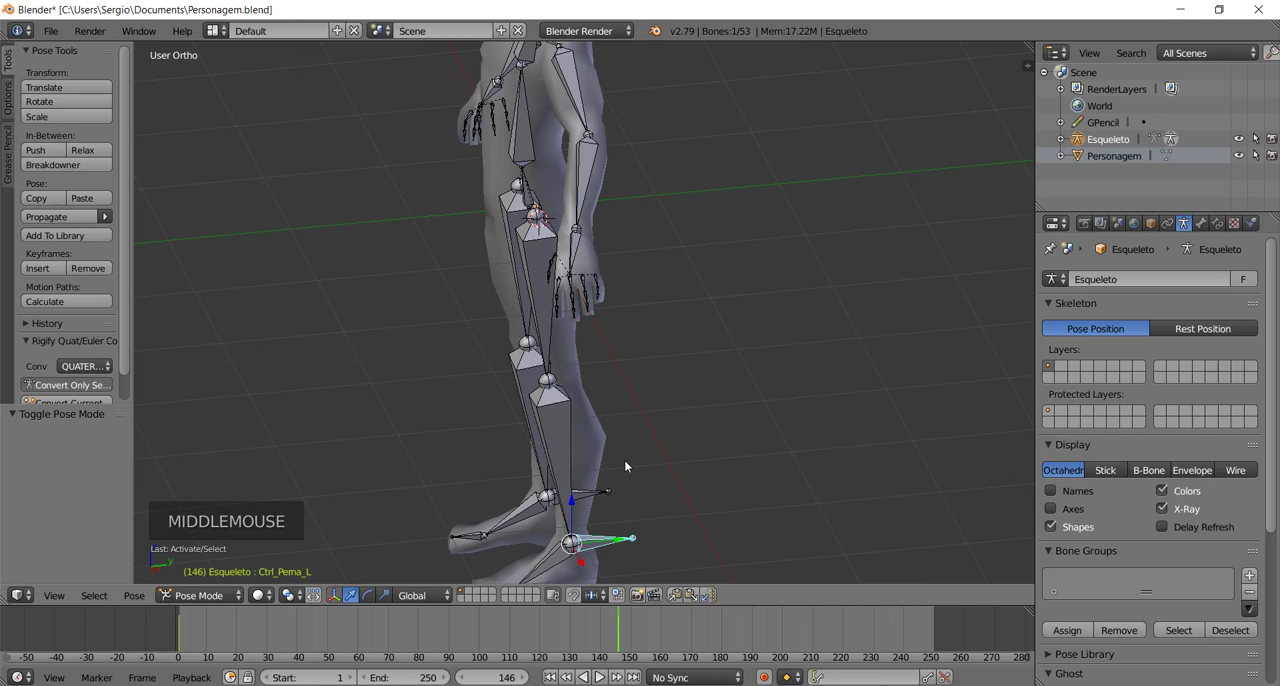 Blender* [C:\Users\Sergio\Documents\Personagem.blend]
File Render Window Help Default Scene Blender Render v2.79 | Bones:1/53 | Mem:17.22M | Esqueleto
Tools
Options
Grease Pencil
Pose Tools
Transform:
Translate
Rotate
Scale
In-Between:
Push Relax
Breakdowner
Pose:
Copy Paste
Propagate
Add To Library
Keyframes:
Insert Remove
Motion Paths:
Calculate
History
Rigify Quat/Euler Co
Conv QUATER...
Convert Only Se...
Convert Current
Toggle Pose Mode
User Ortho
MIDDLEMOUSE
Last: Activate/Select
y
(146) Esqueleto : Ctrl_Perna_L
View Select Pose Pose Mode Global
-50 -40 -30 -20 -10 0 10 20 30 40 50 60 70 80 90 100 110 120 130 140 150 160 170 180 190 200 210 220 230 240 250 260 270 280
View Marker Frame Playback Start: 1 End: 250 146 No Sync
View Search All Scenes
Scene
RenderLayers
World
GPencil
Esqueleto
Personagem
Esqueleto Esqueleto
Esqueleto F
Skeleton
Pose Position Rest Position
Layers:
Protected Layers:
Display
Octahedr Stick B-Bone Envelope Wire
Names Colors
Axes X-Ray
Shapes Delay Refresh
Bone Groups
Assign Remove Select Deselect
Pose Library
Ghost